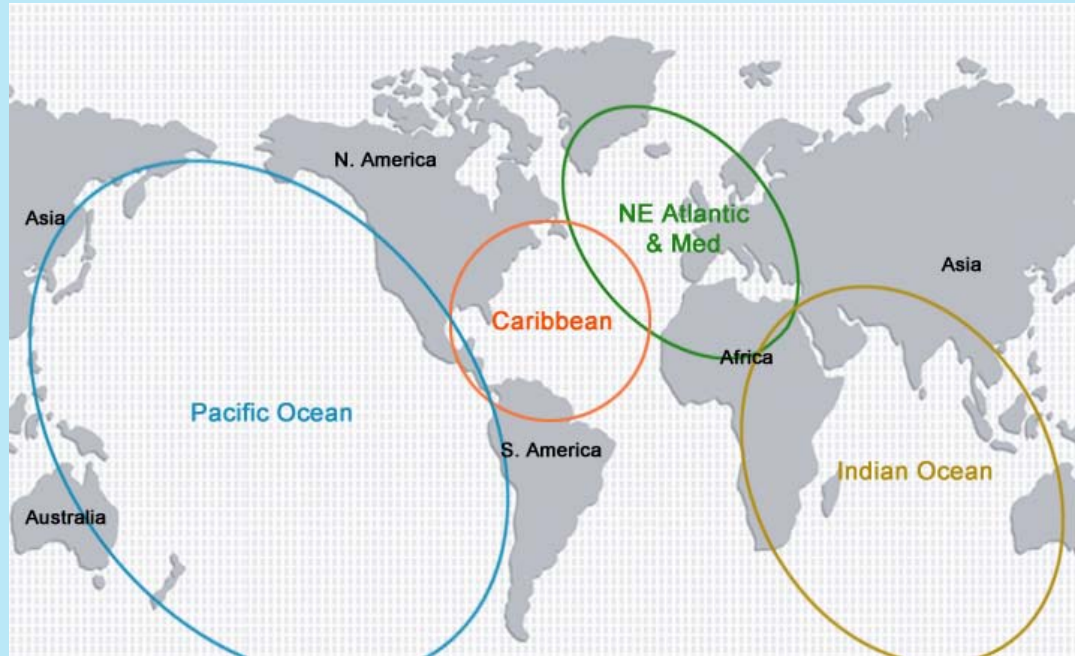 N. America
Asia
NE Atlantic
& Med
Asia
Caribbean
Africa
Pacific Ocean
S. America
Indian Ocean
Australia